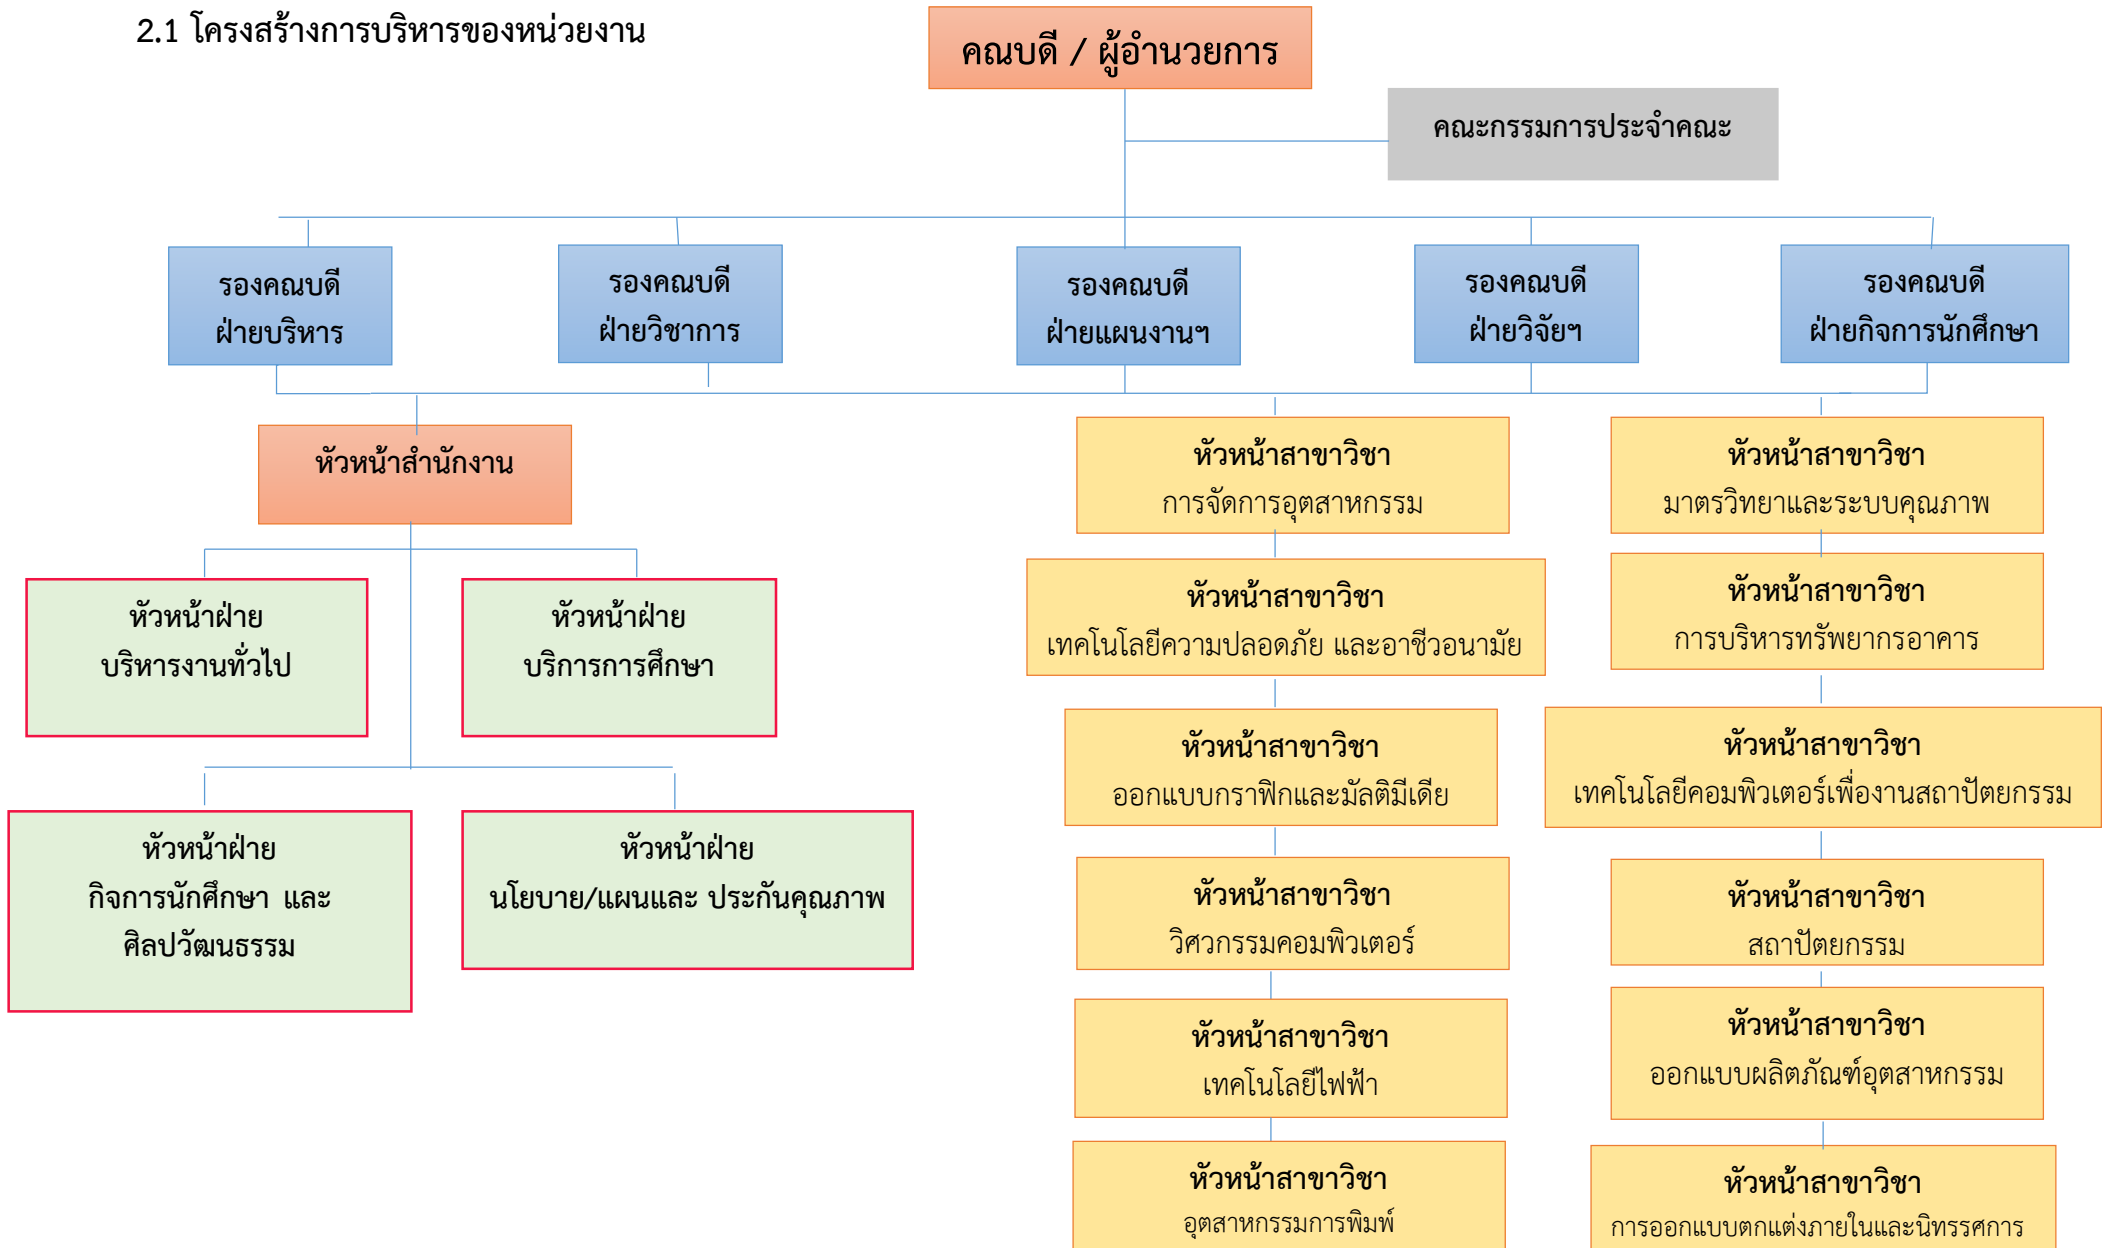 2.1 โครงสร้างการบริหารของหน่วยงาน
คณบดี / ผู้อำนวยการ
คณะกรรมการประจำคณะ
รองคณบดี
ฝ่ายบริหาร
รองคณบดี
ฝ่ายวิชาการ
รองคณบดี
ฝ่ายแผนงานฯ
รองคณบดี
ฝ่ายวิจัยฯ
รองคณบดี
ฝ่ายกิจการนักศึกษา
หัวหน้าสำนักงาน
หัวหน้าฝ่าย
บริหารงานทั่วไป
หัวหน้าฝ่าย
บริการการศึกษา
หัวหน้าฝ่าย
กิจการนักศึกษา และ
ศิลปวัฒนธรรม
หัวหน้าฝ่าย
นโยบาย/แผนและ ประกันคุณภาพ
หัวหน้าสาขาวิชา
การจัดการอุตสาหกรรม
หัวหน้าสาขาวิชา
เทคโนโลยีความปลอดภัย และอาชีวอนามัย
หัวหน้าสาขาวิชา
ออกแบบกราฟิกและมัลติมีเดีย
หัวหน้าสาขาวิชา
วิศวกรรมคอมพิวเตอร์
หัวหน้าสาขาวิชา
เทคโนโลยีไฟฟ้า
หัวหน้าสาขาวิชา
อุตสาหกรรมการพิมพ์
หัวหน้าสาขาวิชา
มาตรวิทยาและระบบคุณภาพ
หัวหน้าสาขาวิชา
การบริหารทรัพยากรอาคาร
หัวหน้าสาขาวิชา
เทคโนโลยีคอมพิวเตอร์เพื่องานสถาปัตยกรรม
หัวหน้าสาขาวิชา
สถาปัตยกรรม
หัวหน้าสาขาวิชา
ออกแบบผลิตภัณฑ์อุตสาหกรรม
หัวหน้าสาขาวิชา
การออกแบบตกแต่งภายในและนิทรรศการ